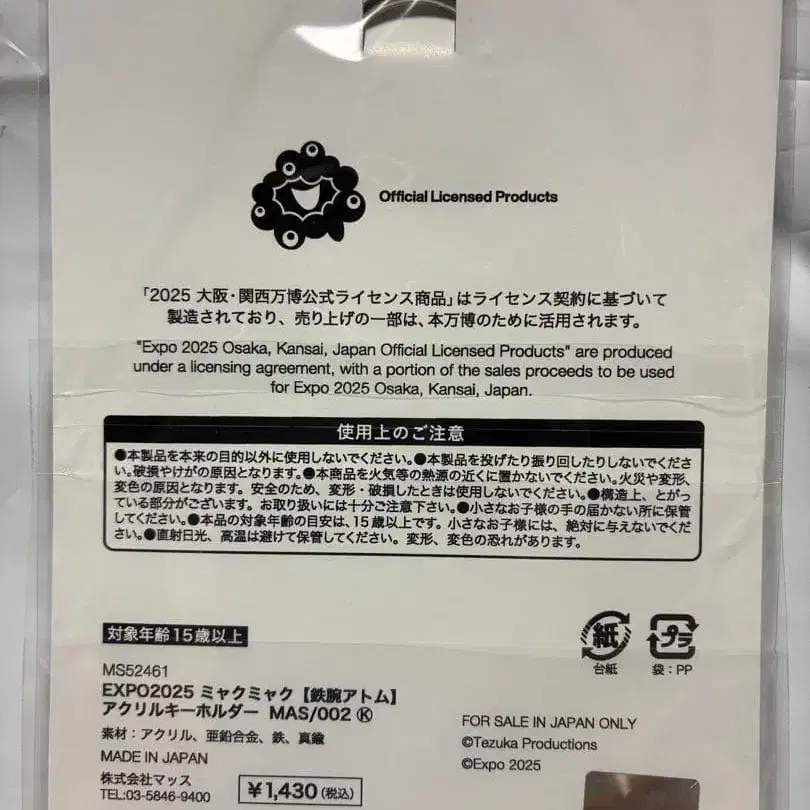 Official Licensed Products
「2025 大阪・関西万博公式ライセンス商品」はライセンス契約に基づいて
製造されており、売り上げの一部は、本万博のために活用されます。
"Expo 2025 Osaka, Kansai, Japan Official Licensed Products" are produced
under a licensing agreement, with a portion of the sales proceeds to be used
for Expo 2025 Osaka, Kansai, Japan.
使用上のご注意
●本製品を本来の目的以外に使用しないでください。●本製品を投げたり振り回したりしないでくださ
い。破損やけがの原因となります。●本商品を火気等の熱源の近くに置かないでください。火災や変形、
変色の原因となります。安全のため、変形・破損したときは使用しないでください。●構造上、とがっ
ている部分がございます。お取り扱いには十分ご注意下さい。●小さなお子様の手の届かない所に保管
してください。●本品の対象年齢の目安は、15歳以上です。小さなお子様には、絶対に与えないでくだ
さい。●直射日光、高温は避けて保管してください。変形、変色の恐れがあります。
対象年齢15歳以上
紙
台紙
プラ
袋：PP
MS52461
EXPO2025 ミャクミャク【鉄腕アトム】
アクリルキーホルダー MAS/002 Ⓚ
素材：アクリル、亜鉛合金、鉄、真鍮
MADE IN JAPAN
株式会社マッス
TEL:03-5846-9400
¥1,430(税込)
FOR SALE IN JAPAN ONLY
©Tezuka Productions
©Expo 2025